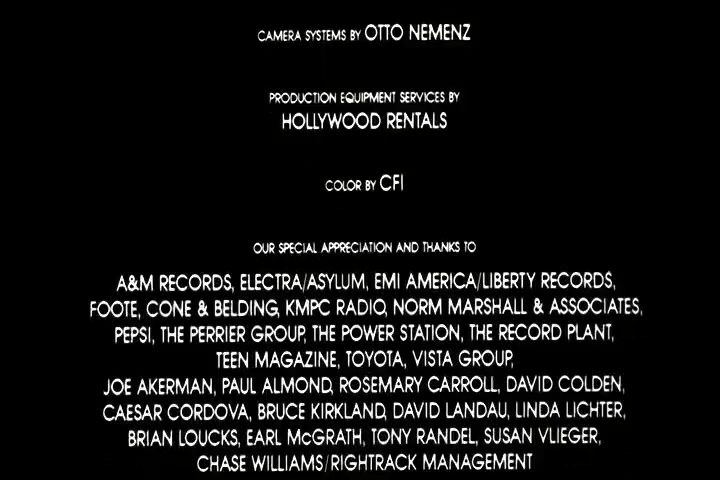 CAMERA SYSTEMS BY OTTO NEMENZ
PRODUCTION EQUIPMENT SERVICES BY
HOLLYWOOD RENTALS
COLOR BY CFI
OUR SPECIAL APPRECIATION AND THANKS TO
A&M RECORDS, ELECTRA/ASYLUM, EMI AMERICA/LIBERTY RECORDS,
FOOTE, CONE & BELDING, KMPC RADIO, NORM MARSHALL & ASSOCIATES,
PEPSI, THE PERRIER GROUP, THE POWER STATION, THE RECORD PLANT,
TEEN MAGAZINE, TOYOTA, VISTA GROUP,
JOE AKERMAN, PAUL ALMOND, ROSEMARY CARROLL, DAVID COLDEN,
CAESAR CORDOVA, BRUCE KIRKLAND, DAVID LANDAU, LINDA LICHTER,
BRIAN LOUCKS, EARL McGRATH, TONY RANDEL, SUSAN VLIEGER,
CHASE WILLIAMS/RIGHTRACK MANAGEMENT